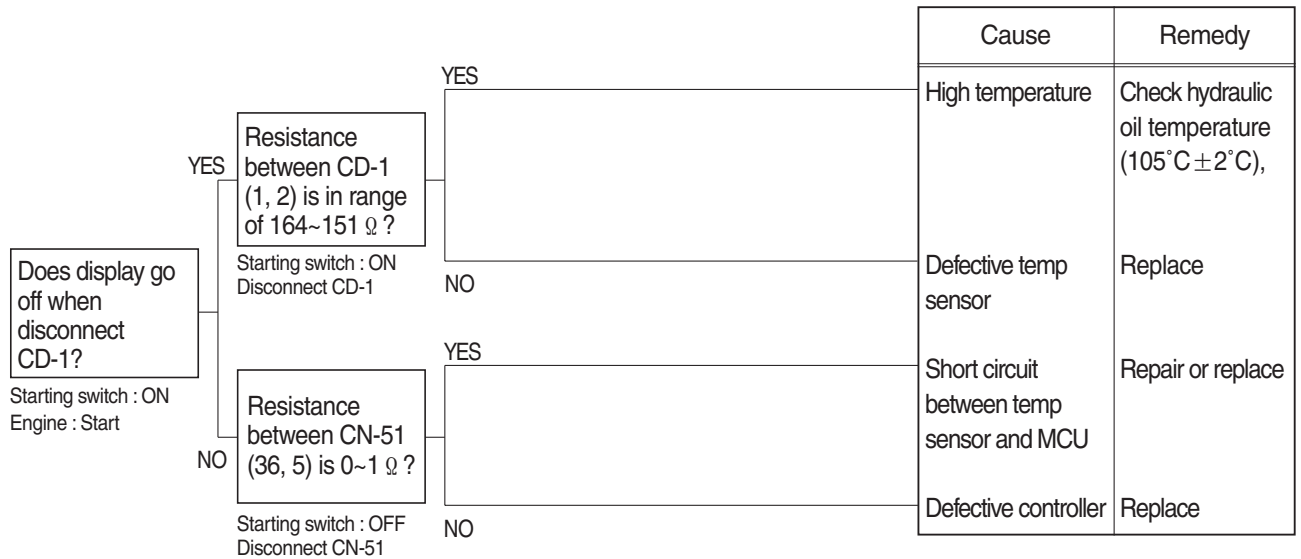 Cause
Remedy
YES
High temperature
Check hydraulic
oil temperature
(105˚C±2˚C),
YES
Resistance
between CD-1
(1, 2) is in range
of 164~151 Ω ?
Starting switch : ON
Disconnect CD-1
NO
Defective temp
sensor
Replace
Does display go
off when
disconnect
CD-1?
Starting switch : ON
Engine : Start
YES
Short circuit
between temp
sensor and MCU
Repair or replace
NO
Resistance
between CN-51
(36, 5) is 0~1 Ω ?
Starting switch : OFF
Disconnect CN-51
NO
Defective controller
Replace